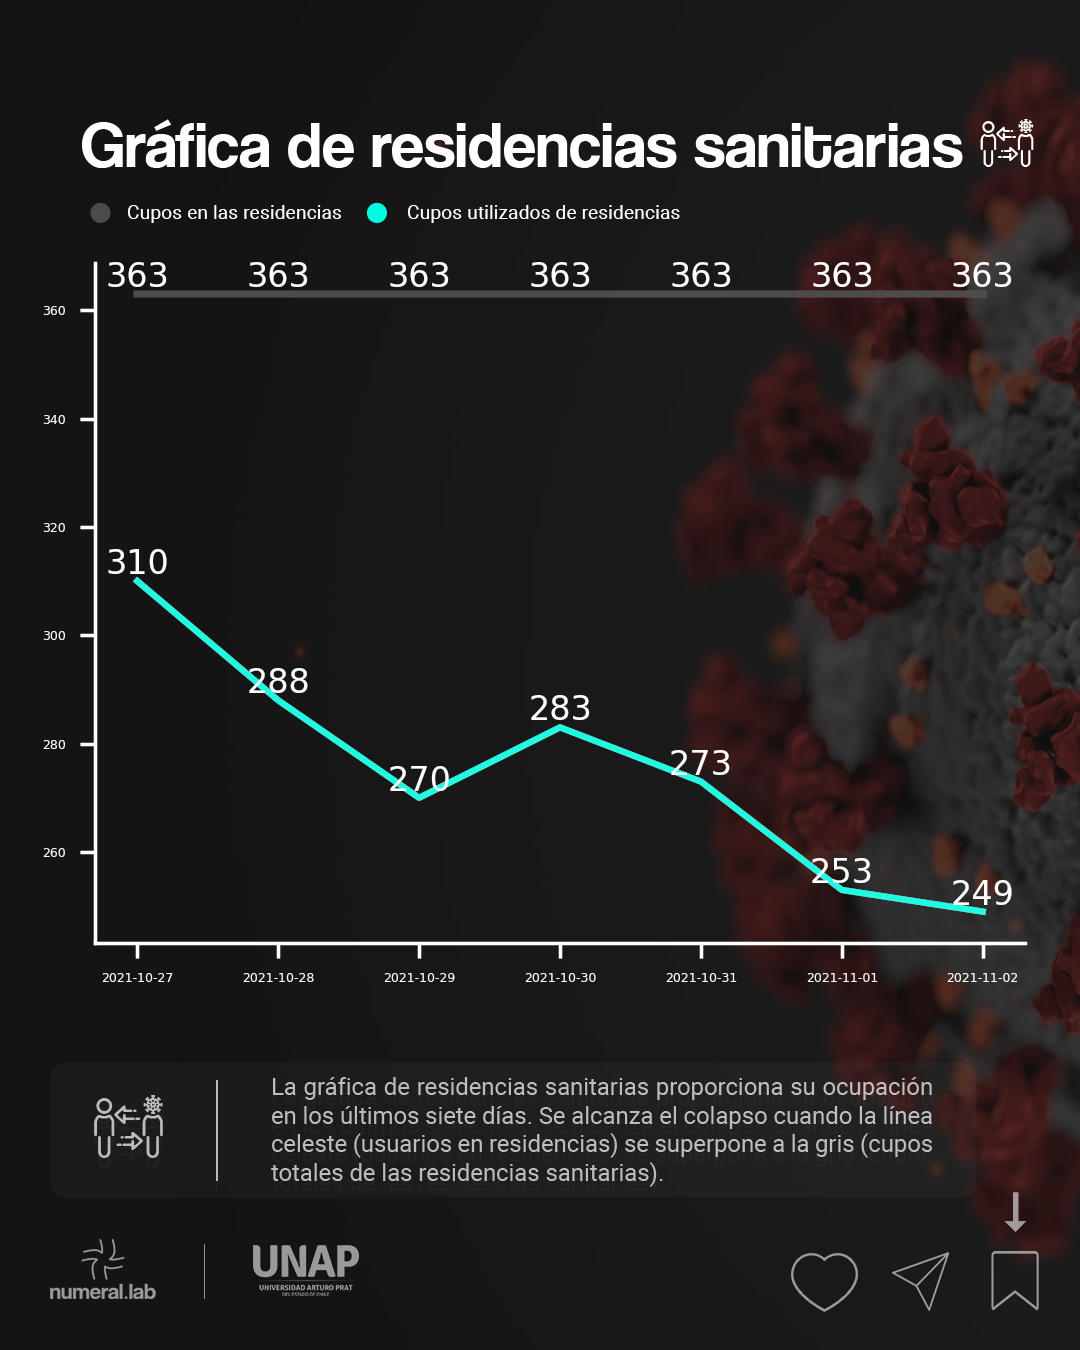 Gráfica de residencias sanitarias
Cupos en las residencias
Cupos utilizados de residencias
363 363 363 363 363 363 363
360
340
320
310
300
288
283
280
273
270
260
253
249
2021-10-27 2021-10-28 2021-10-29 2021-10-30 2021-10-31 2021-11-01 2021-11-02
La gráfica de residencias sanitarias proporciona su ocupación
en los últimos siete días. Se alcanza el colapso cuando la línea
celeste (usuarios en residencias) se superpone a la gris (cupos
totales de las residencias sanitarias).
numeral.lab
UNAP
UNIVERSIDAD ARTURO PRAT
DEL ESTADO DE CHILE